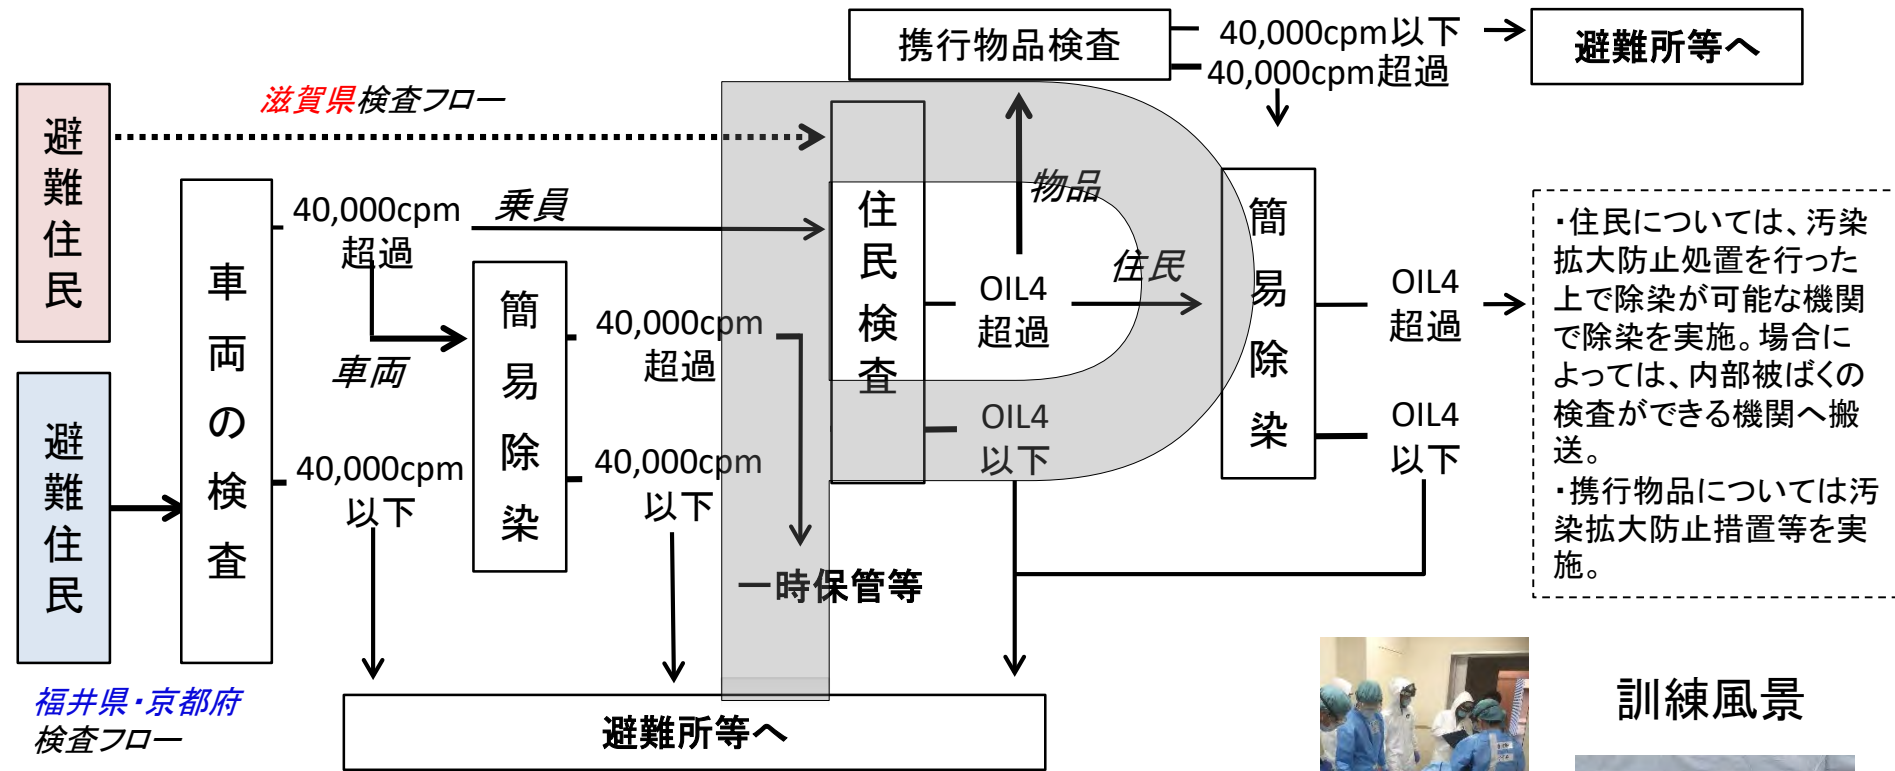 携行物品検査
40,000cpm以下
40,000cpm超過
避難所等へ
滋賀県検査フロー
避難住民
車両の検査
40,000cpm
超過
乗員
車両
40,000cpm
以下
簡易除染
40,000cpm
超過
40,000cpm
以下
一時保管等
住民検査
物品
OIL4
超過
住民
OIL4
以下
簡易除染
OIL4
超過
OIL4
以下
・住民については、汚染
拡大防止処置を行った
上で除染が可能な機関
で除染を実施。場合に
よっては、内部被ばくの
検査ができる機関へ搬
送。
・携行物品については汚
染拡大防止措置等を実
施。
避難住民
福井県・京都府
検査フロー
避難所等へ
訓練風景